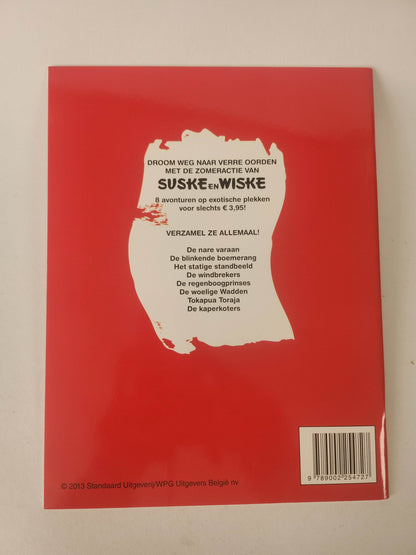 DROOM WEG NAAR VERRE OORDEN
MET DE ZOMERACTIE VAN
SUSKE EN WISKE
8 avonturen op exotische plekken
voor slechts € 3,95!
VERZAMEL ZE ALLEMAAL!
De nare varaan
De blinkende boemerang
Het statige standbeeld
De windbrekers
De regenboogprinses
De woelige Wadden
Tokapua Toraja
De kaperkoters
9 789002 254727
© 2013 Standaard Uitgeverij/WPG Uitgevers België nv